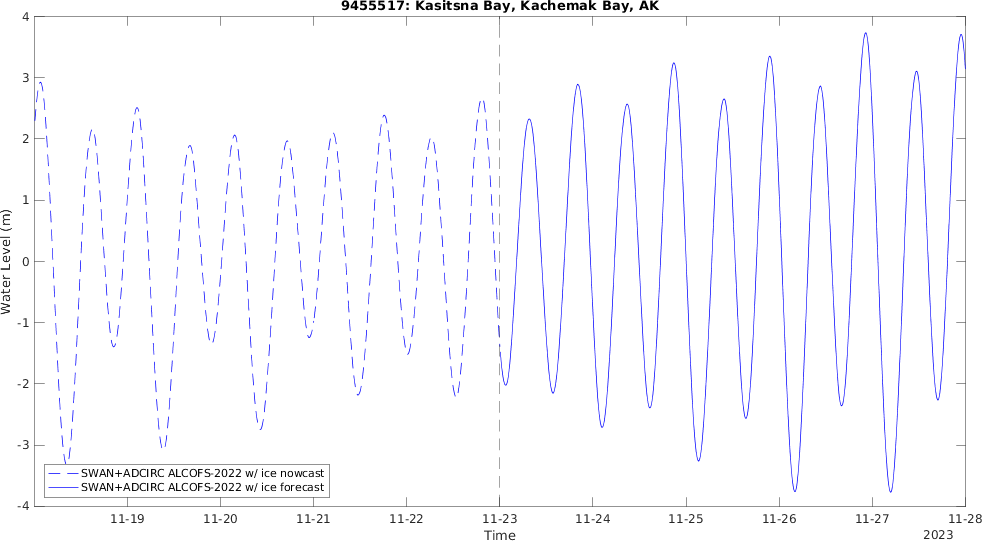 9455517: Kasitsna Bay, Kachemak Bay, AK
4
3
2
1
0
-1
-2
-3
-4
Water Level (m)
SWAN+ADCIRC ALCOFS-2022 w/ ice nowcast
SWAN+ADCIRC ALCOFS-2022 w/ ice forecast
11-19 11-20 11-21 11-22 11-23 11-24 11-25 11-26 11-27 11-28
Time
2023